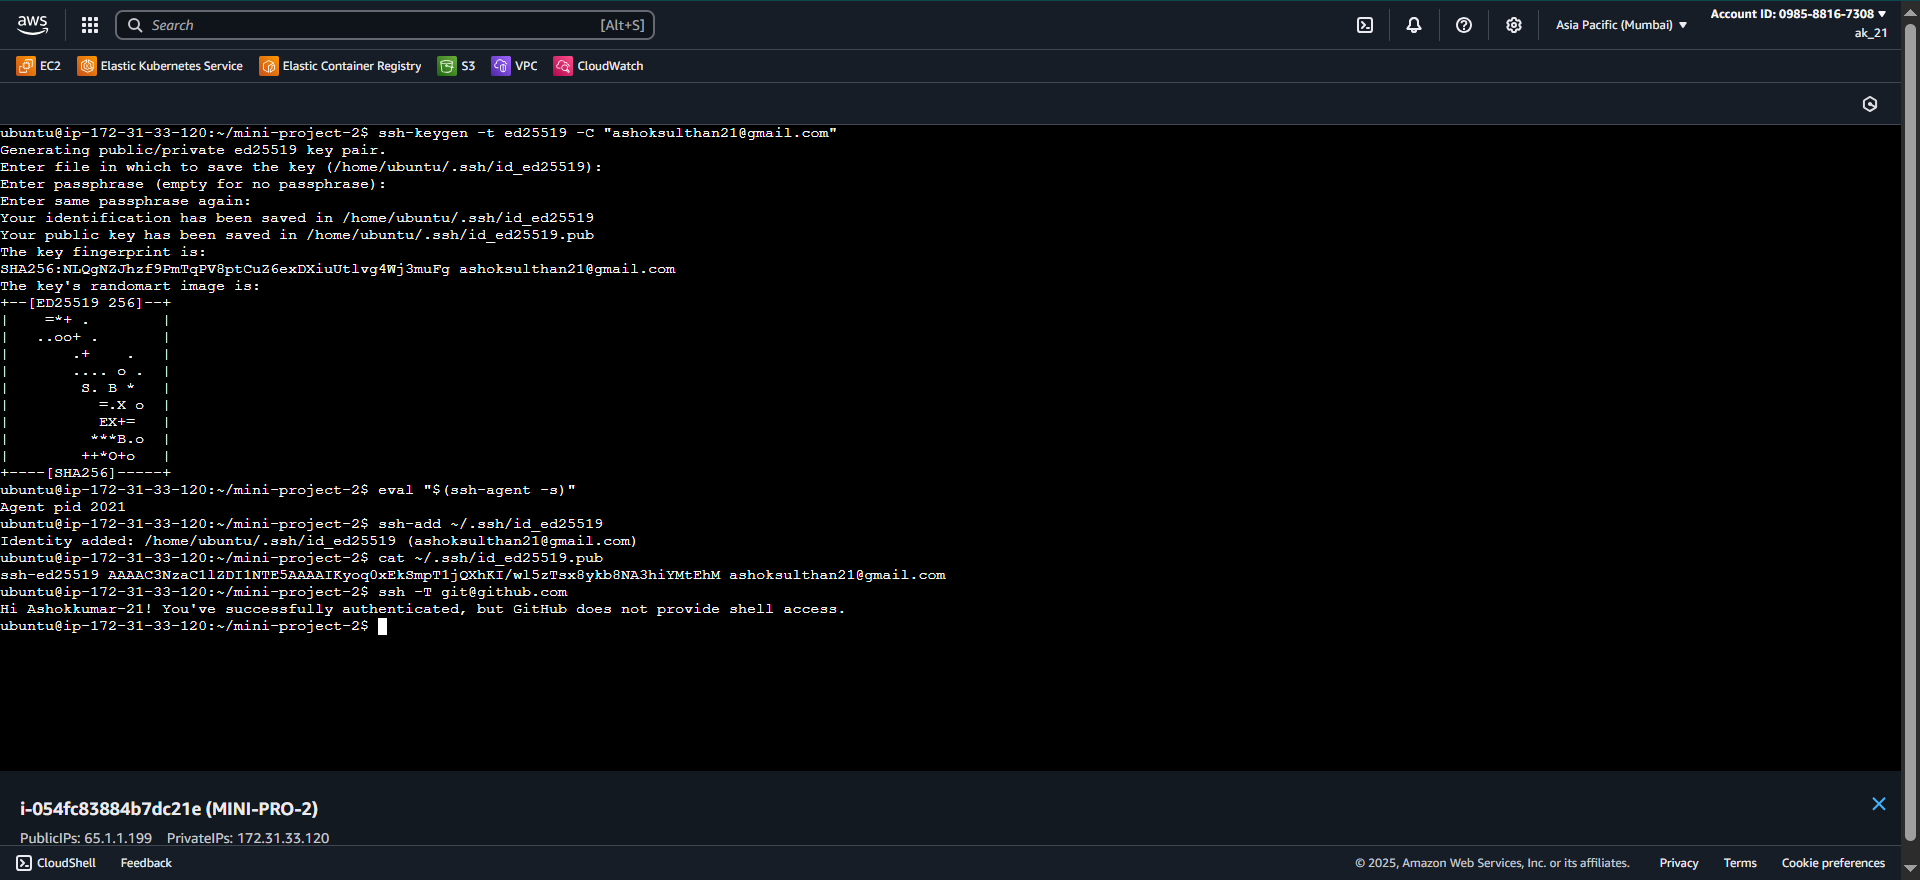 aws
Search [Alt+S]
Asia Pacific (Mumbai)
Account ID: 0985-8816-7308
ak_21
EC2 Elastic Kubernetes Service Elastic Container Registry S3 VPC CloudWatch
ubuntu@ip-172-31-33-120:~/mini-project-2$ ssh-keygen -t ed25519 -C "ashoksulthan21@gmail.com"
Generating public/private ed25519 key pair.
Enter file in which to save the key (/home/ubuntu/.ssh/id_ed25519):
Enter passphrase (empty for no passphrase):
Enter same passphrase again:
Your identification has been saved in /home/ubuntu/.ssh/id_ed25519
Your public key has been saved in /home/ubuntu/.ssh/id_ed25519.pub
The key fingerprint is:
SHA256:NLQgNZJhzf9PmTqPV8ptCuZ6exDXiuUtlvg4Wj3muFg ashoksulthan21@gmail.com
The key's randomart image is:
+--[ED25519 256]--+
|    =*+ .        |
|   ..oo+ .       |
|       .+    .   |
|       .... o .  |
|        S. B *   |
|          =.X o  |
|          EX+=   |
|         ***B.o  |
|        ++*O+o   |
+----[SHA256]-----+
ubuntu@ip-172-31-33-120:~/mini-project-2$ eval "$(ssh-agent -s)"
Agent pid 2021
ubuntu@ip-172-31-33-120:~/mini-project-2$ ssh-add ~/.ssh/id_ed25519
Identity added: /home/ubuntu/.ssh/id_ed25519 (ashoksulthan21@gmail.com)
ubuntu@ip-172-31-33-120:~/mini-project-2$ cat ~/.ssh/id_ed25519.pub
ssh-ed25519 AAAAC3NzaC1lZDI1NTE5AAAAIKyoq0xEkSmpT1jQXhKI/wl5zTsx8ykb8NA3hiYMtEhM ashoksulthan21@gmail.com
ubuntu@ip-172-31-33-120:~/mini-project-2$ ssh -T git@github.com
Hi Ashokkumar-21! You've successfully authenticated, but GitHub does not provide shell access.
ubuntu@ip-172-31-33-120:~/mini-project-2$
i-054fc83884b7dc21e (MINI-PRO-2)
PublicIPs: 65.1.1.199 PrivateIPs: 172.31.33.120
CloudShell Feedback © 2025, Amazon Web Services, Inc. or its affiliates. Privacy Terms Cookie preferences